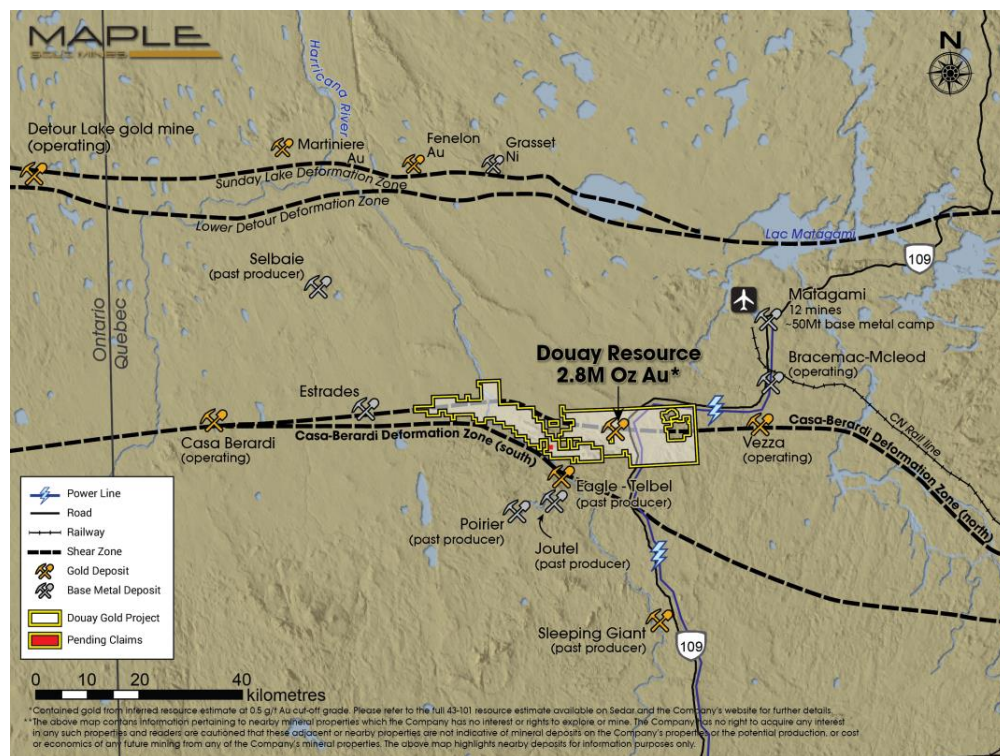 MAPLE
GOLD MINES
N
Harricana River
Detour Lake gold mine
(operating)
Martiniere
Au
Fenelon
Au
Grasset
Ni
Sunday Lake Deformation Zone
Lower Detour Deformation Zone
Lac Matagami
109
Selbaie
(past producer)
Ontario
Quebec
Matagami
12 mines
~50Mt base metal camp
Douay Resource
2.8M Oz Au*
Bracemac-Mcleod
(operating)
CN Rail line
Estrades
Casa Berardi
(operating)
Casa-Berardi Deformation Zone (south)
Vezza
(operating)
Casa-Berardi Deformation Zone (north)
Eagle - Telbel
(past producer)
Poirier
(past producer)
Joutel
(past producer)
Sleeping Giant
(past producer)
109
Power Line
Road
Railway
Shear Zone
Gold Deposit
Base Metal Deposit
Douay Gold Project
Pending Claims
0 10 20 40
kilometres
*Contained gold from inferred resource estimate at 0.5 g/t Au cut-off grade. Please refer to the full 43-101 resource estimate available on Sedar and the Company's website for further details.
**The above map contians information pertaining to nearby mineral properties which the Company has no interest or rights to explore or mine. The Company has no right to acquire any interest
in any such properties and readers are cautioned that these adjacent or nearby properties are not indicative of mineral deposits on the Company's properties or the potential production, or cost
or economics of any future mining from any of the Company's mineral properties. The above map highlights nearby deposits for information purposes only.